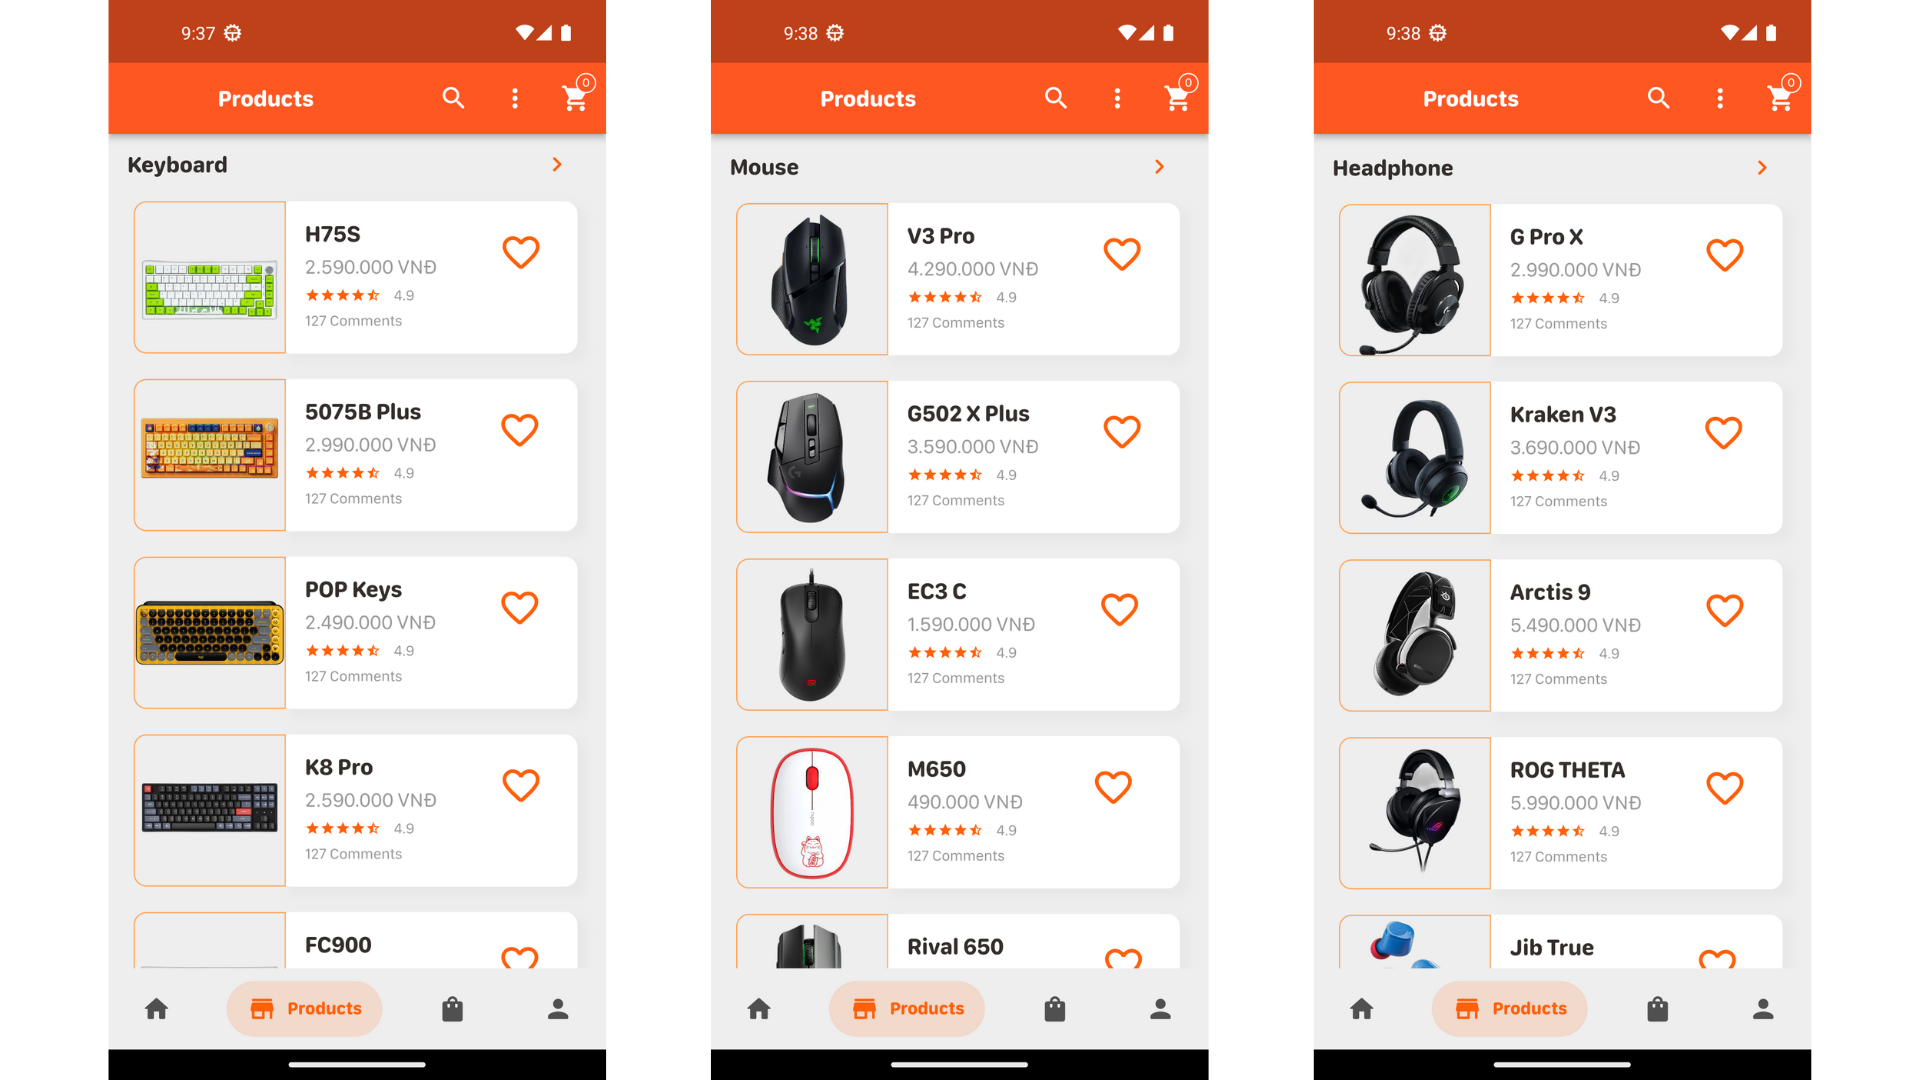 9:37
Products
0
Keyboard
H75S
2.590.000 VNĐ
4.9
127 Comments
5075B Plus
2.990.000 VNĐ
4.9
127 Comments
POP Keys
2.490.000 VNĐ
4.9
127 Comments
K8 Pro
2.590.000 VNĐ
4.9
127 Comments
FC900
Products
9:38
Products
0
Mouse
V3 Pro
4.290.000 VNĐ
4.9
127 Comments
G502 X Plus
3.590.000 VNĐ
4.9
127 Comments
EC3 C
1.590.000 VNĐ
4.9
127 Comments
M650
490.000 VNĐ
4.9
127 Comments
Rival 650
Products
9:38
Products
0
Headphone
G Pro X
2.990.000 VNĐ
4.9
127 Comments
Kraken V3
3.690.000 VNĐ
4.9
127 Comments
Arctis 9
5.490.000 VNĐ
4.9
127 Comments
ROG THETA
5.990.000 VNĐ
4.9
127 Comments
Jib True
Products